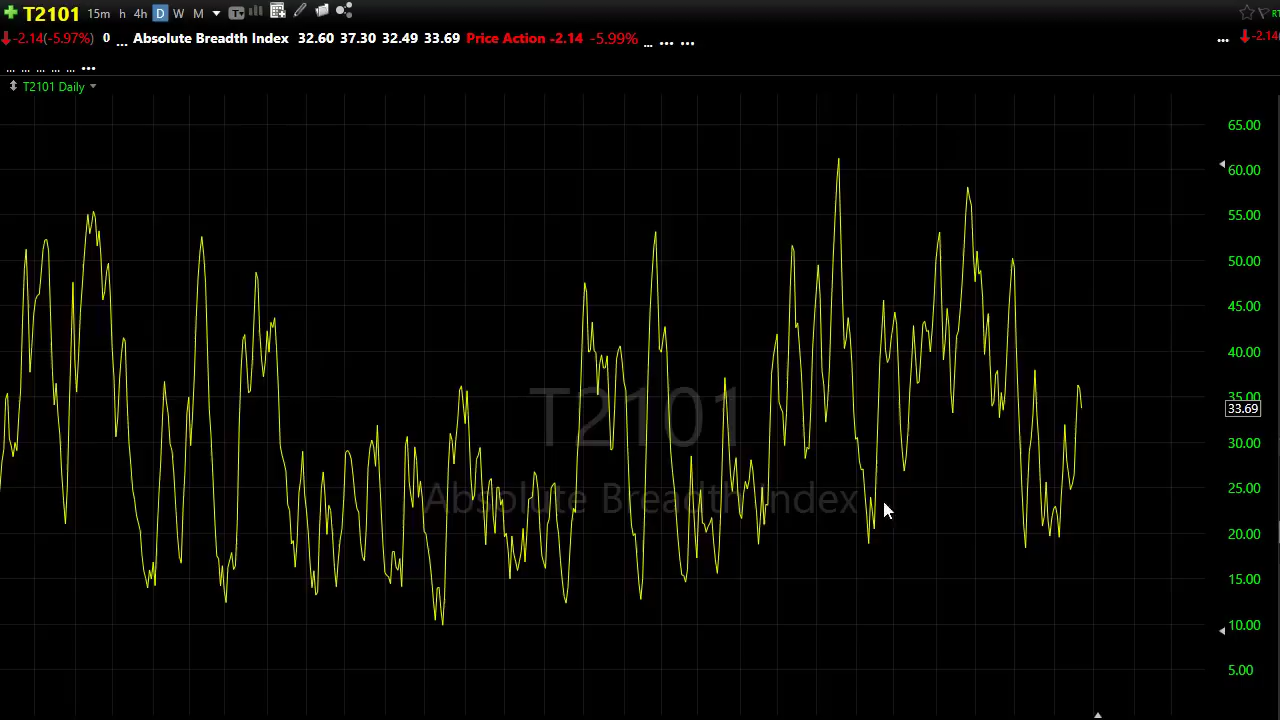 T2101 15m h 4h D W M T
-2.14(-5.97%) 0 ... Absolute Breadth Index 32.60 37.30 32.49 33.69 Price Action -2.14 -5.99% ... ... ... ... -2.14(
... ... ... ... ... ...
T2101 Daily
65.00
60.00
55.00
50.00
45.00
40.00
35.00
33.69
30.00
25.00
20.00
15.00
10.00
5.00
T2101
Absolute Breadth Index